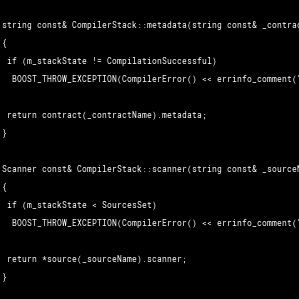 string const& CompilerStack::metadata(string const& _contrac
{
if (m_stackState != CompilationSuccessful)
BOOST_THROW_EXCEPTION(CompilerError() << errinfo_comment("
return contract(_contractName).metadata;
}
Scanner const& CompilerStack::scanner(string const& _sourceN
{
if (m_stackState < SourcesSet)
BOOST_THROW_EXCEPTION(CompilerError() << errinfo_comment("
return *source(_sourceName).scanner;
}